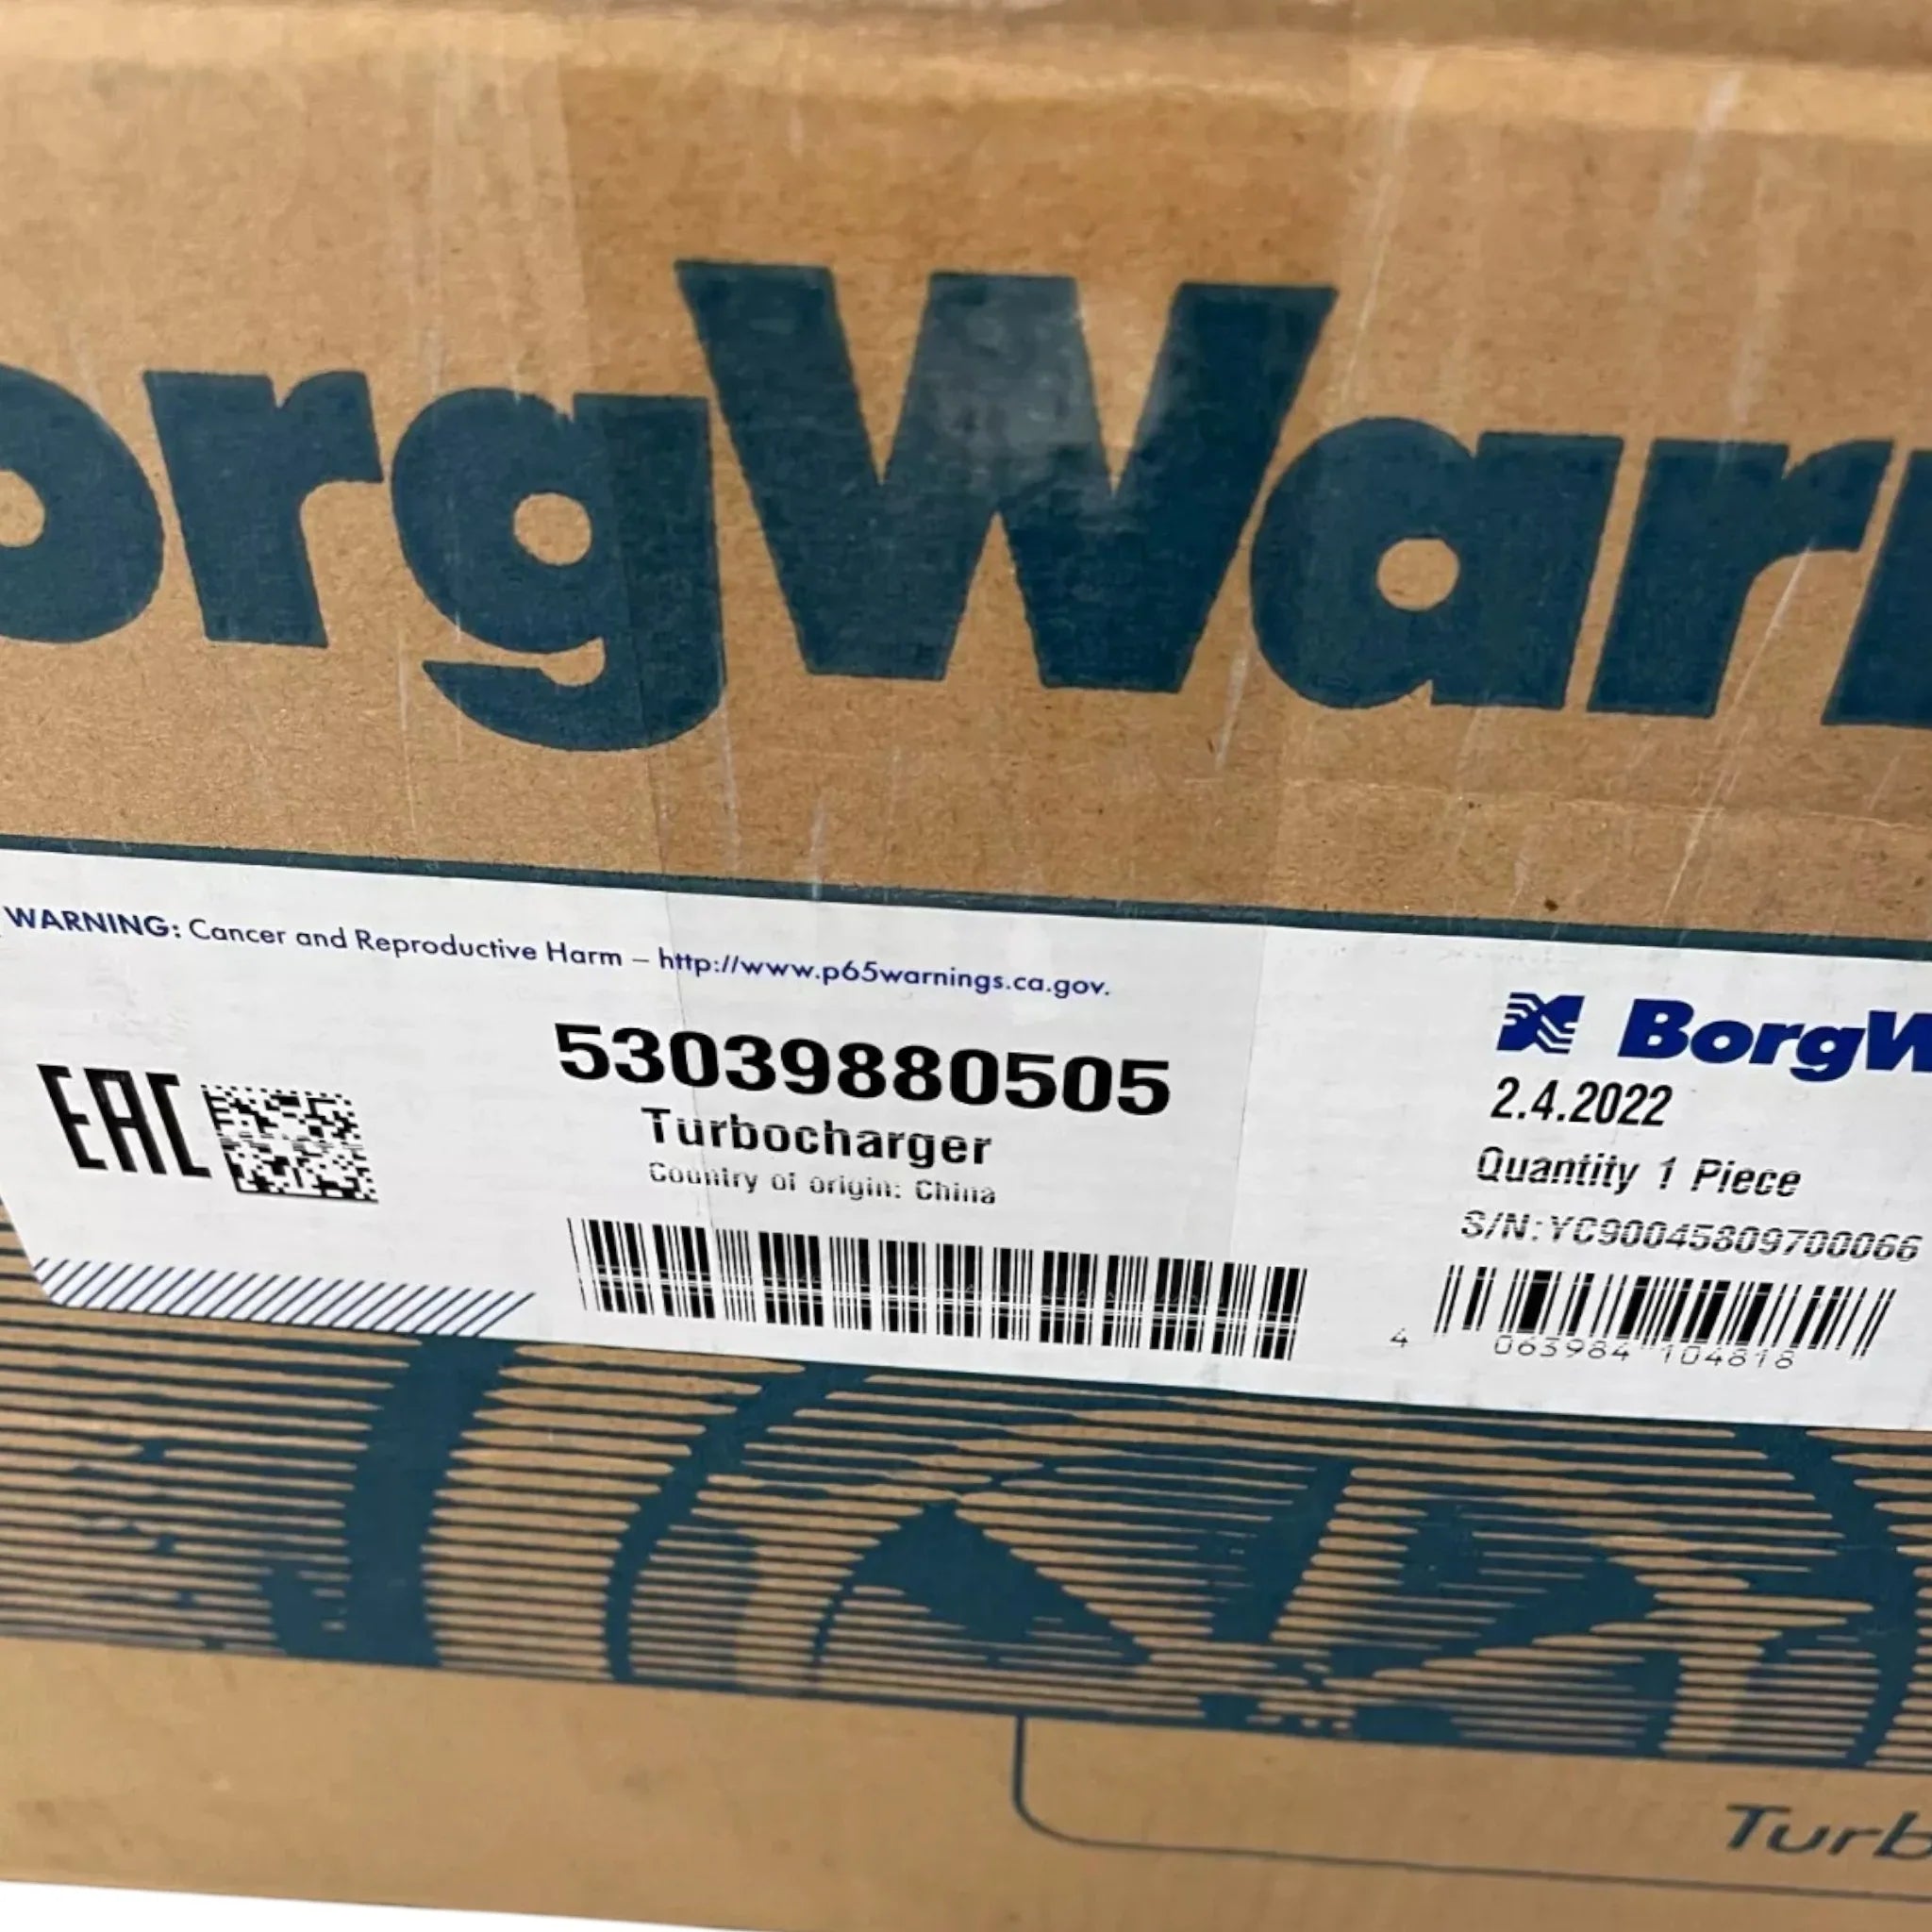 orgWarn
WARNING: Cancer and Reproductive Harm – http://www.p65warnings.ca.gov.
EAC
53039880505
Turbocharger
Country of origin: China
BorgW
2.4.2022
Quantity 1 Piece
S/N:YC90045809700066
4 063984 104818
Turb